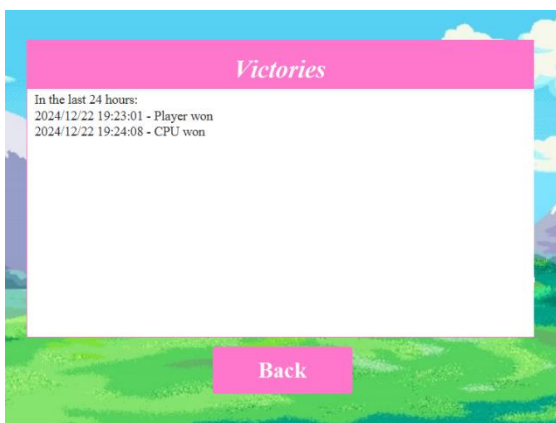 Victories
In the last 24 hours:
2024/12/22 19:23:01 - Player won
2024/12/22 19:24:08 - CPU won
Back